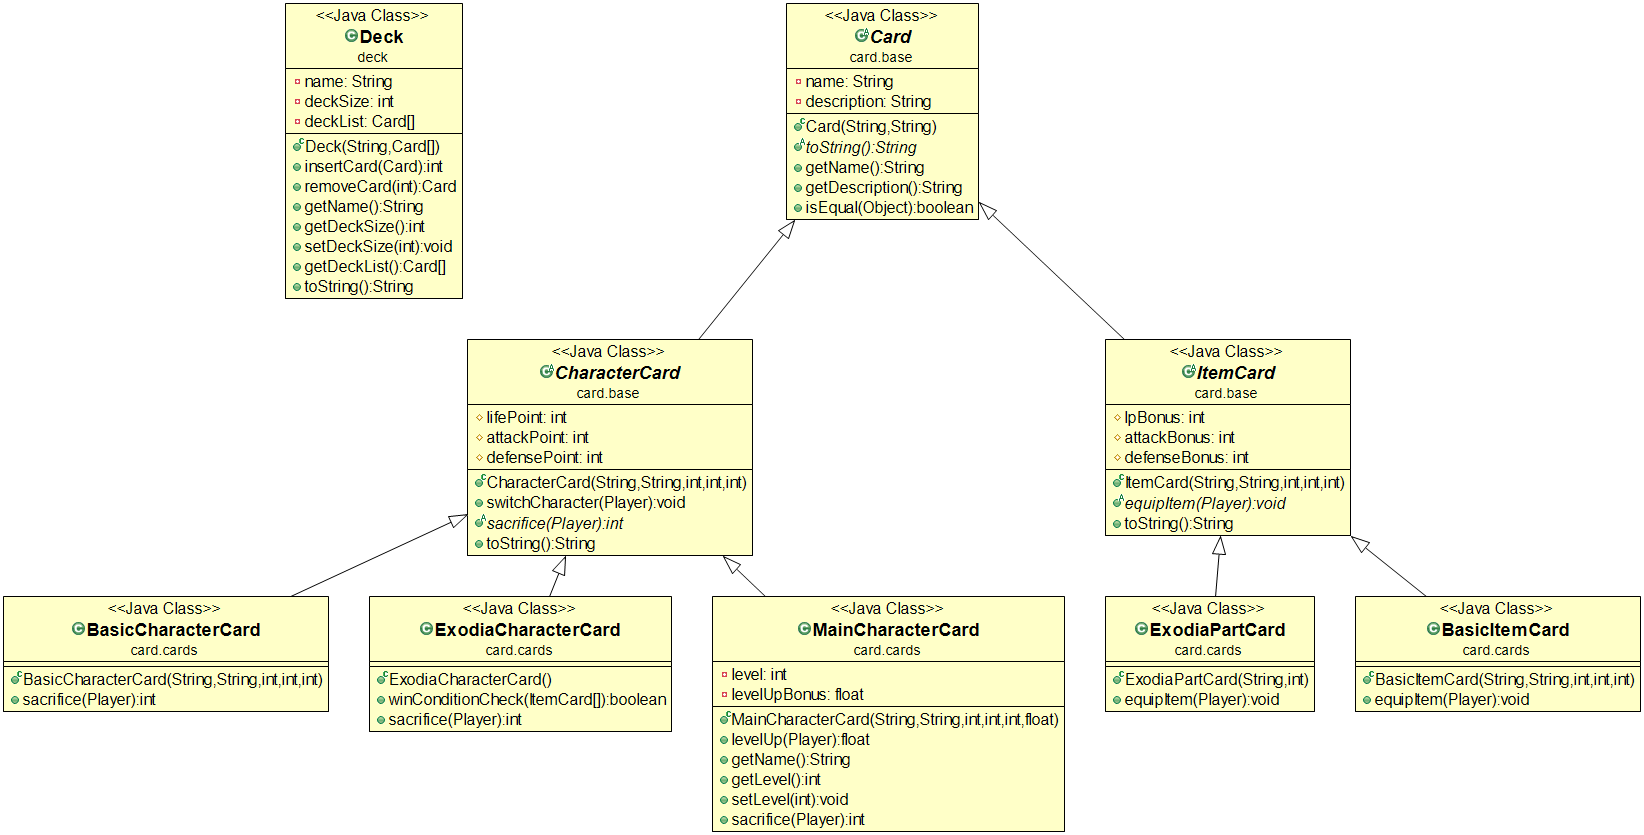 <<Java Class>>
Deck
deck
name: String
deckSize: int
deckList: Card[]
Deck(String,Card[])
insertCard(Card):int
removeCard(int):Card
getName():String
getDeckSize():int
setDeckSize(int):void
getDeckList():Card[]
toString():String
<<Java Class>>
Card
card.base
name: String
description: String
Card(String,String)
toString():String
getName():String
getDescription():String
isEqual(Object):boolean
<<Java Class>>
CharacterCard
card.base
lifePoint: int
attackPoint: int
defensePoint: int
CharacterCard(String,String,int,int,int)
switchCharacter(Player):void
sacrifice(Player):int
toString():String
<<Java Class>>
ItemCard
card.base
lpBonus: int
attackBonus: int
defenseBonus: int
ItemCard(String,String,int,int,int)
equipItem(Player):void
toString():String
<<Java Class>>
BasicCharacterCard
card.cards
BasicCharacterCard(String,String,int,int,int)
sacrifice(Player):int
<<Java Class>>
ExodiaCharacterCard
card.cards
ExodiaCharacterCard()
winConditionCheck(ItemCard[]):boolean
sacrifice(Player):int
<<Java Class>>
MainCharacterCard
card.cards
level: int
levelUpBonus: float
MainCharacterCard(String,String,int,int,int,float)
levelUp(Player):float
getName():String
getLevel():int
setLevel(int):void
sacrifice(Player):int
<<Java Class>>
ExodiaPartCard
card.cards
ExodiaPartCard(String,int)
equipItem(Player):void
<<Java Class>>
BasicItemCard
card.cards
BasicItemCard(String,String,int,int,int)
equipItem(Player):void